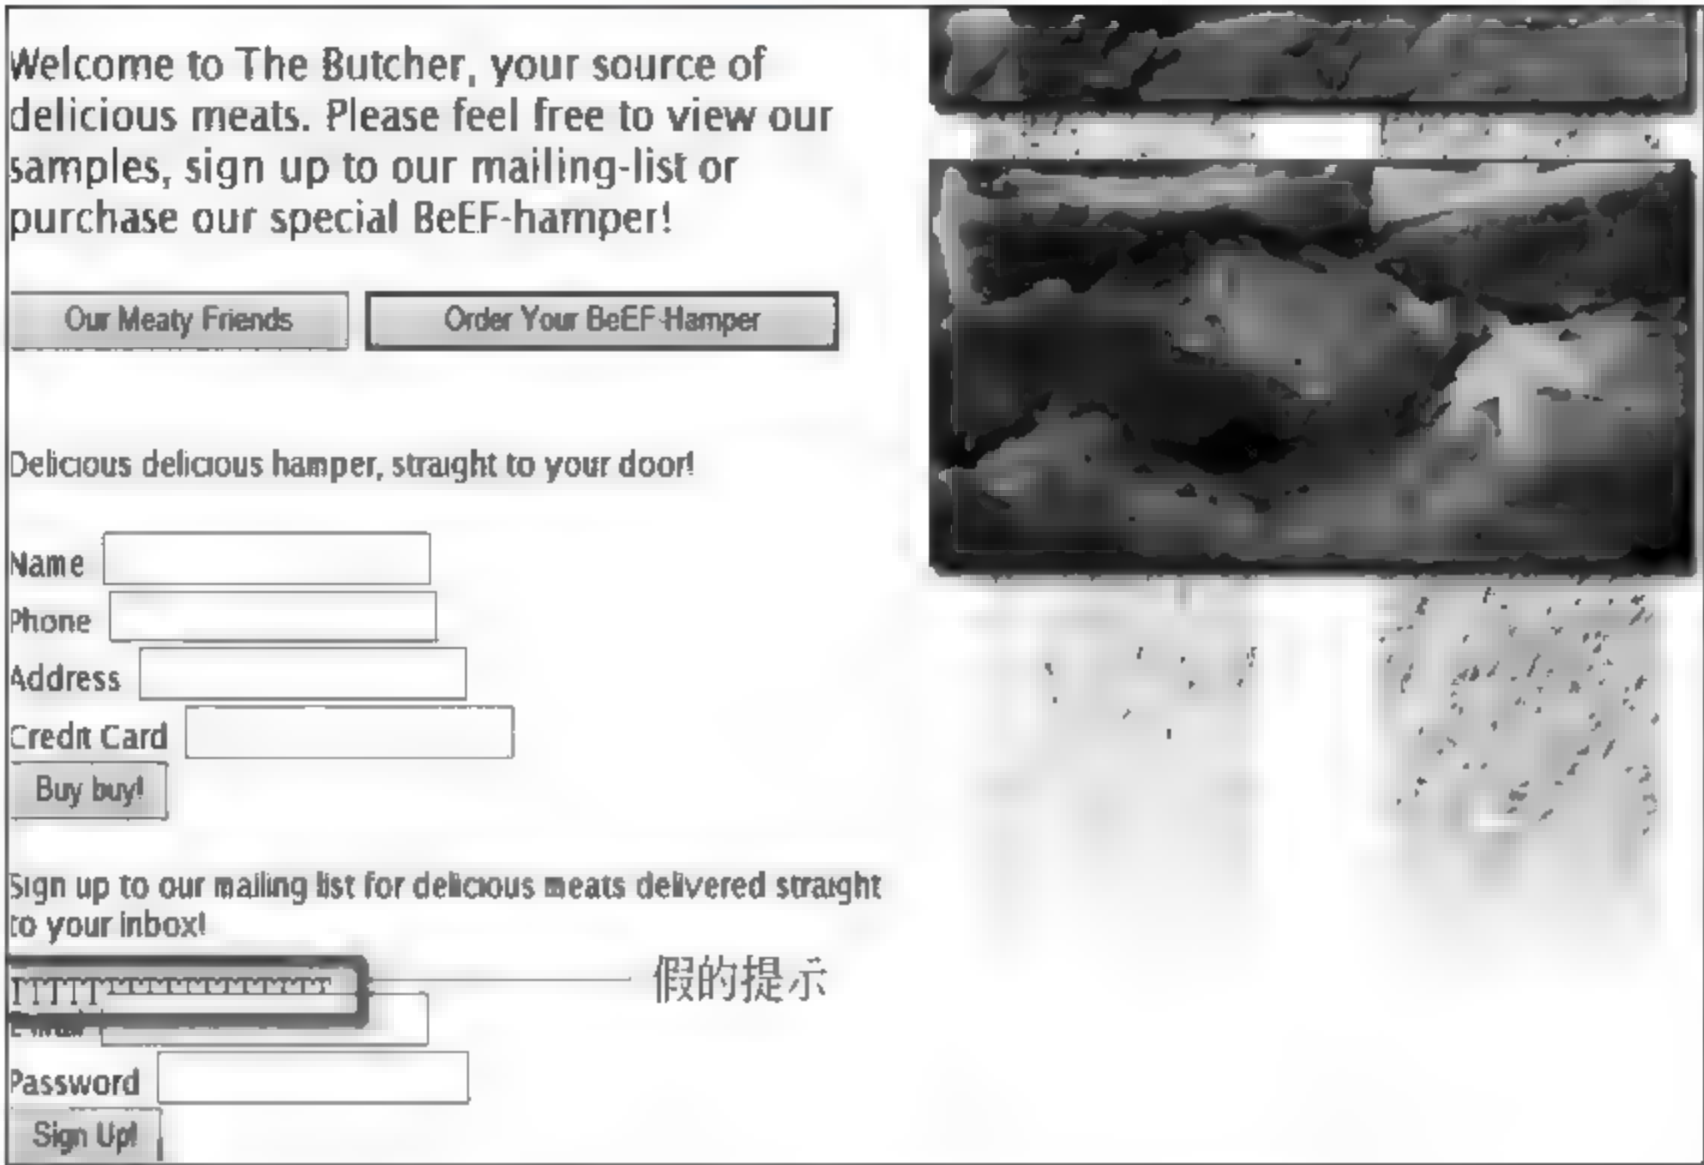 Welcome to The Butcher, your source of
delicious meats. Please feel free to view our
samples, sign up to our mailing-list or
purchase our special BeEF-hamper!
Our Meaty Friends
Order Your BeEF-Hamper
Delicious delicious hamper, straight to your door!
Name
Phone
Address
Credit Card
Buy buy!
Sign up to our mailing list for delicious meats delivered straight
to your inbox!
假的提示
Password
Sign Up!